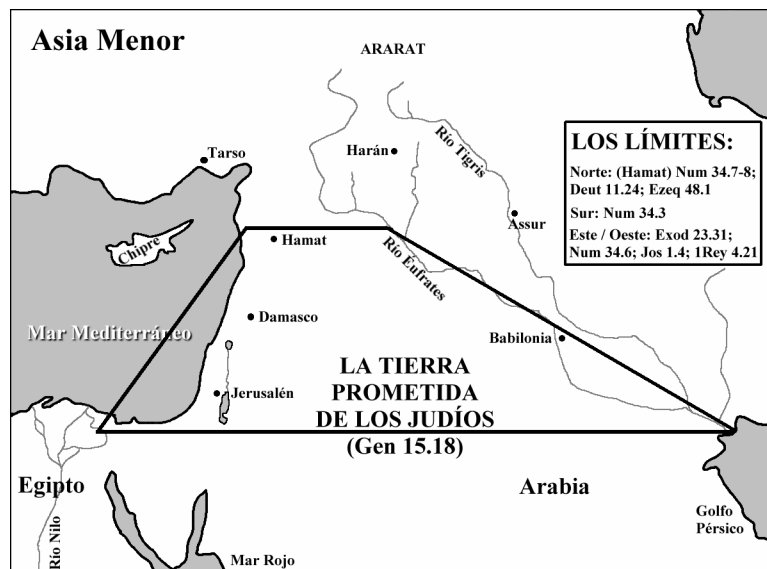 Asia Menor
ARARAT
Tarso
Harán
Río Tigris
LOS LÍMITES:
Norte: (Hamat) Num 34.7-8;
Deut 11.24; Ezeq 48.1
Sur: Num 34.3
Este / Oeste: Exod 23.31;
Num 34.6; Jos 1.4; 1Rey 4.21
Assur
Chipre
Hamat
Río Éufrates
Damasco
Mar Mediterráneo
Babilonia
LA TIERRA
PROMETIDA
DE LOS JUDÍOS
(Gen 15.18)
Jerusalén
Egipto
Arabia
Golfo
Pérsico
Río Nilo
Mar Rojo